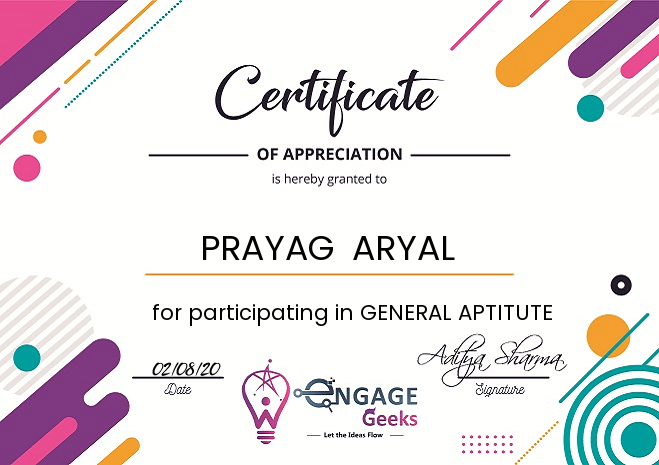 Certificate
OF APPRECIATION
is hereby granted to
PRAYAG ARYAL
for participating in GENERAL APTITUTE
02/08/20
Date
ENGAGE
Geeks
Let the Ideas Flow
Aditya Sharma
Signature